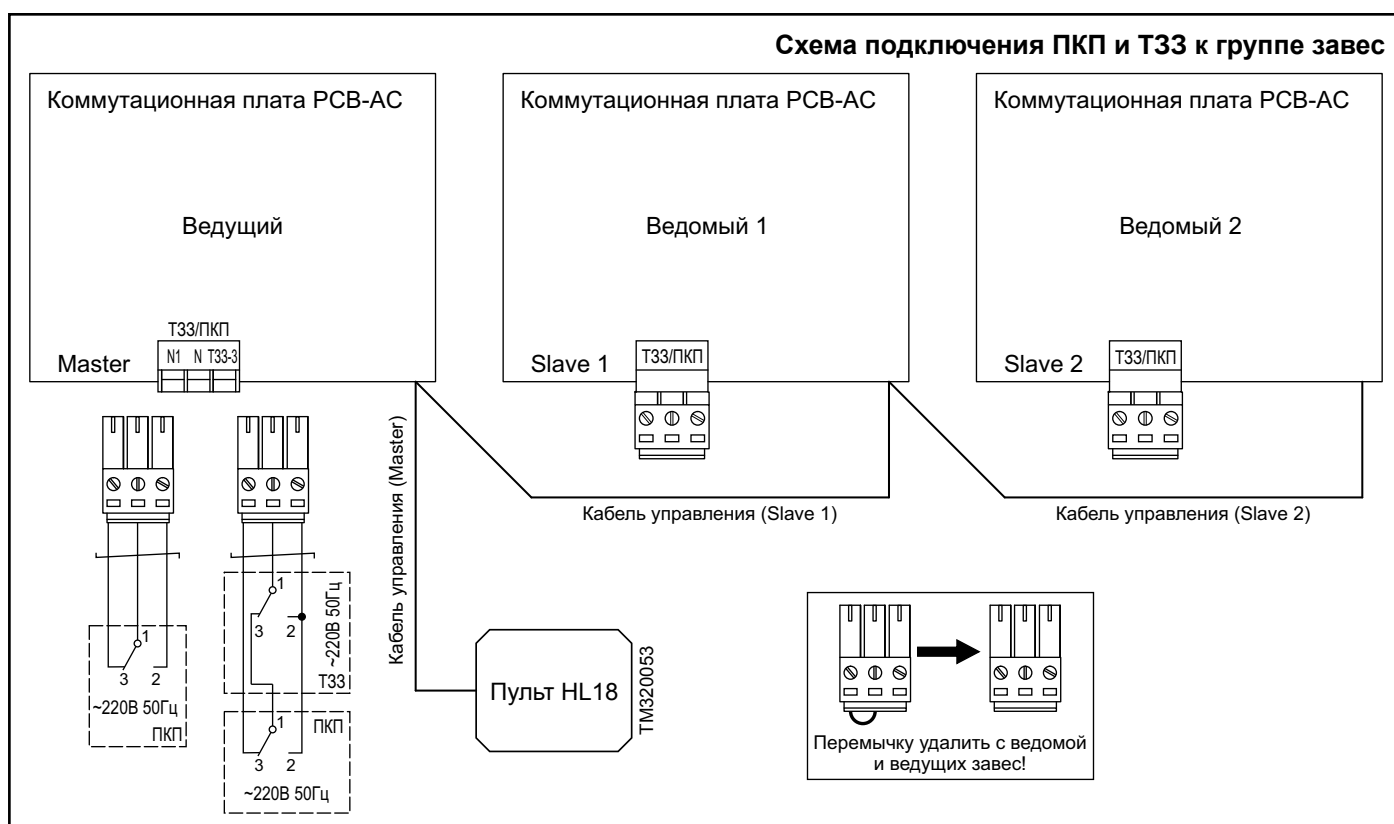 Схема подключения ПКП и ТЗЗ к группе завес
Коммутационная плата PCB-AC
Ведущий
ТЗЗ/ПКП
N1 N ТЗЗ-3
Master
Коммутационная плата PCB-AC
Ведомый 1
Slave 1
ТЗЗ/ПКП
Коммутационная плата PCB-AC
Ведомый 2
Slave 2
ТЗЗ/ПКП
Кабель управления (Master)
Кабель управления (Slave 1)
Кабель управления (Slave 2)
1
3 2
~220В 50Гц
ПКП
1
3 2
~220В 50Гц
ТЗЗ
1
ПКП
3 2
~220В 50Гц
Пульт HL18
TM320053
Перемычку удалить с ведомой
и ведущих завес!